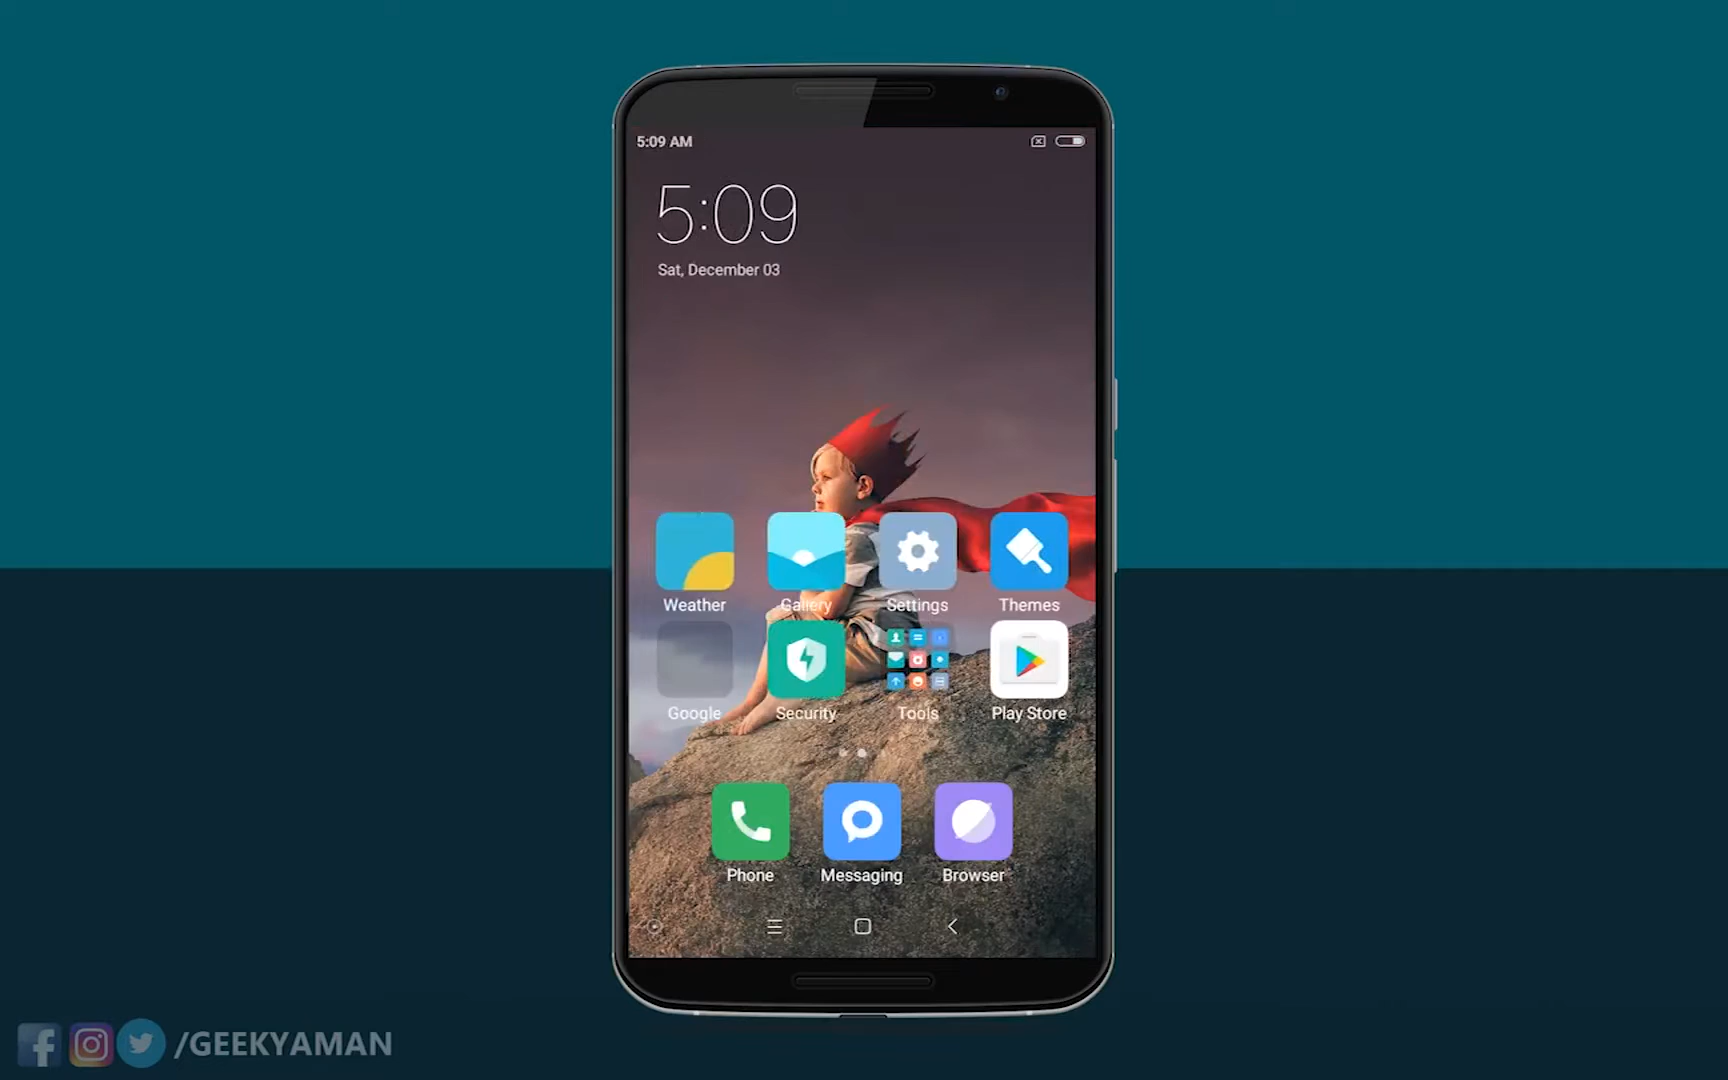 5:09 AM
5:09
Sat, December 03
Weather
Gallery
Settings
Themes
Google
Security
Tools
Play Store
Phone
Messaging
Browser
/GEEKYAMAN